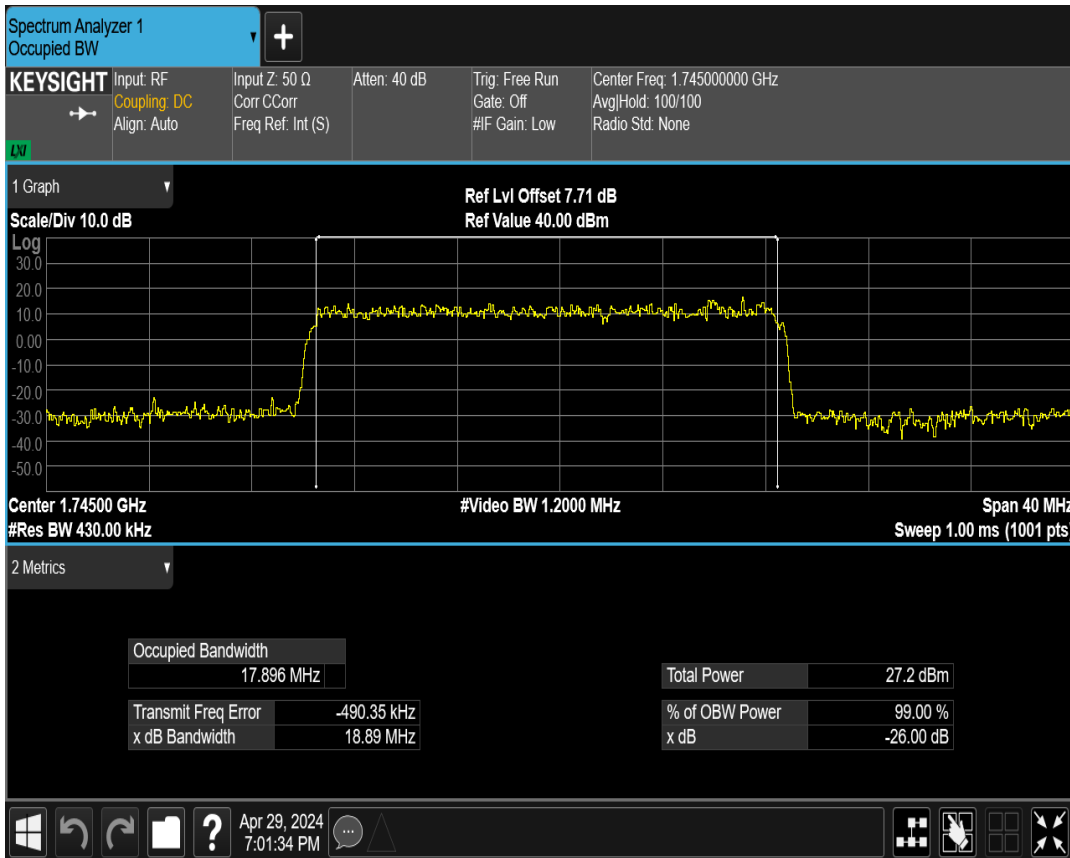 Spectrum Analyzer 1
Occupied BW
+
KEYSIGHT
LXI
Input: RF
Coupling: DC
Align: Auto
Input Z: 50 Ω
Corr CCorr
Freq Ref: Int (S)
Atten: 40 dB
Trig: Free Run
Gate: Off
#IF Gain: Low
Center Freq: 1.745000000 GHz
Avg|Hold: 100/100
Radio Std: None
1 Graph
Scale/Div 10.0 dB
Ref Lvl Offset 7.71 dB
Ref Value 40.00 dBm
Log
30.0
20.0
10.0
0.00
-10.0
-20.0
-30.0
-40.0
-50.0
Center 1.74500 GHz
#Video BW 1.2000 MHz
Span 40 MHz
#Res BW 430.00 kHz
Sweep 1.00 ms (1001 pts)
2 Metrics
Occupied Bandwidth
17.896 MHz
Total Power 27.2 dBm
Transmit Freq Error -490.35 kHz
% of OBW Power 99.00 %
x dB Bandwidth 18.89 MHz
x dB -26.00 dB
?
Apr 29, 2024
7:01:34 PM